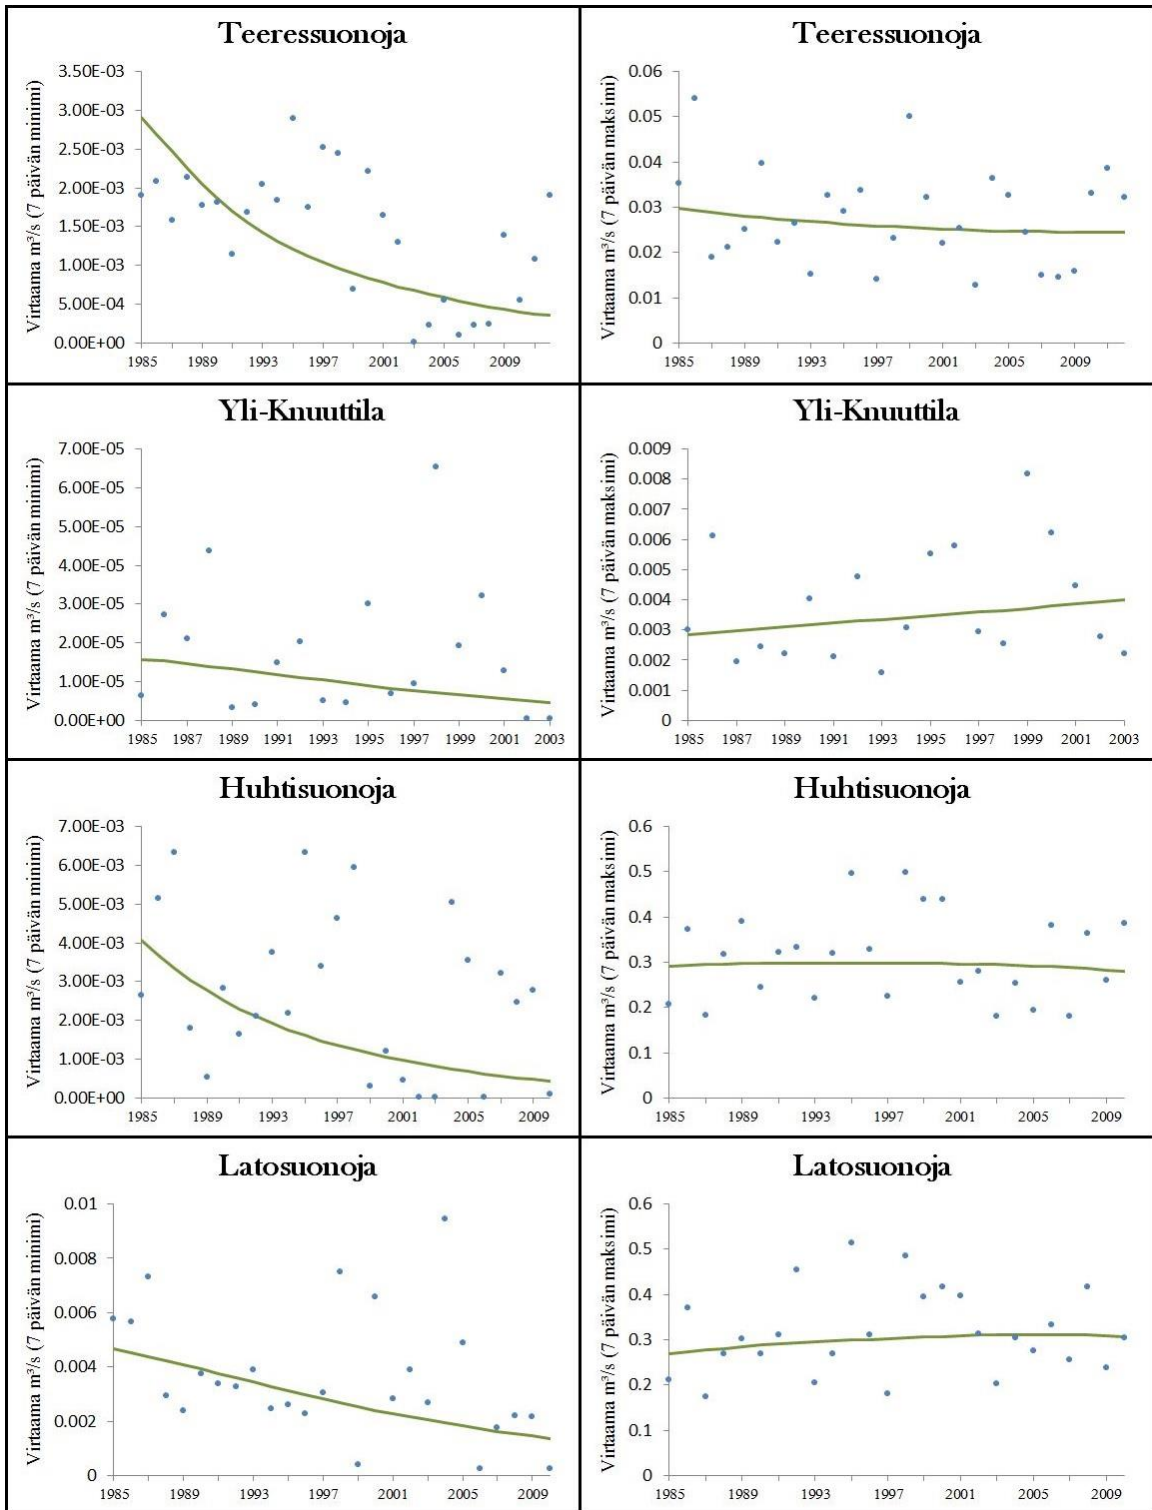 Teeressuonoja
Virtaama m³/s (7 päivän minimi)
3.50E-03
3.00E-03
2.50E-03
2.00E-03
1.50E-03
1.00E-03
5.00E-04
0.00E+00
1985 1989 1993 1997 2001 2005 2009
Teeressuonoja
Virtaama m³/s (7 päivän maksimi)
0.06
0.05
0.04
0.03
0.02
0.01
0
1985 1989 1993 1997 2001 2005 2009
Yli-Knuuttila
Virtaama m³/s (7 päivän minimi)
7.00E-05
6.00E-05
5.00E-05
4.00E-05
3.00E-05
2.00E-05
1.00E-05
0.00E+00
1985 1987 1989 1991 1993 1995 1997 1999 2001 2003
Yli-Knuuttila
Virtaama m³/s (7 päivän maksimi)
0.009
0.008
0.007
0.006
0.005
0.004
0.003
0.002
0.001
0
1985 1987 1989 1991 1993 1995 1997 1999 2001 2003
Huhtisuonoja
Virtaama m³/s (7 päivän minimi)
7.00E-03
6.00E-03
5.00E-03
4.00E-03
3.00E-03
2.00E-03
1.00E-03
0.00E+00
1985 1989 1993 1997 2001 2005 2009
Huhtisuonoja
Virtaama m³/s (7 päivän maksimi)
0.6
0.5
0.4
0.3
0.2
0.1
0
1985 1989 1993 1997 2001 2005 2009
Latosuonoja
Virtaama m³/s (7 päivän minimi)
0.01
0.008
0.006
0.004
0.002
0
1985 1989 1993 1997 2001 2005 2009
Latosuonoja
Virtaama m³/s (7 päivän maksimi)
0.6
0.5
0.4
0.3
0.2
0.1
0
1985 1989 1993 1997 2001 2005 2009